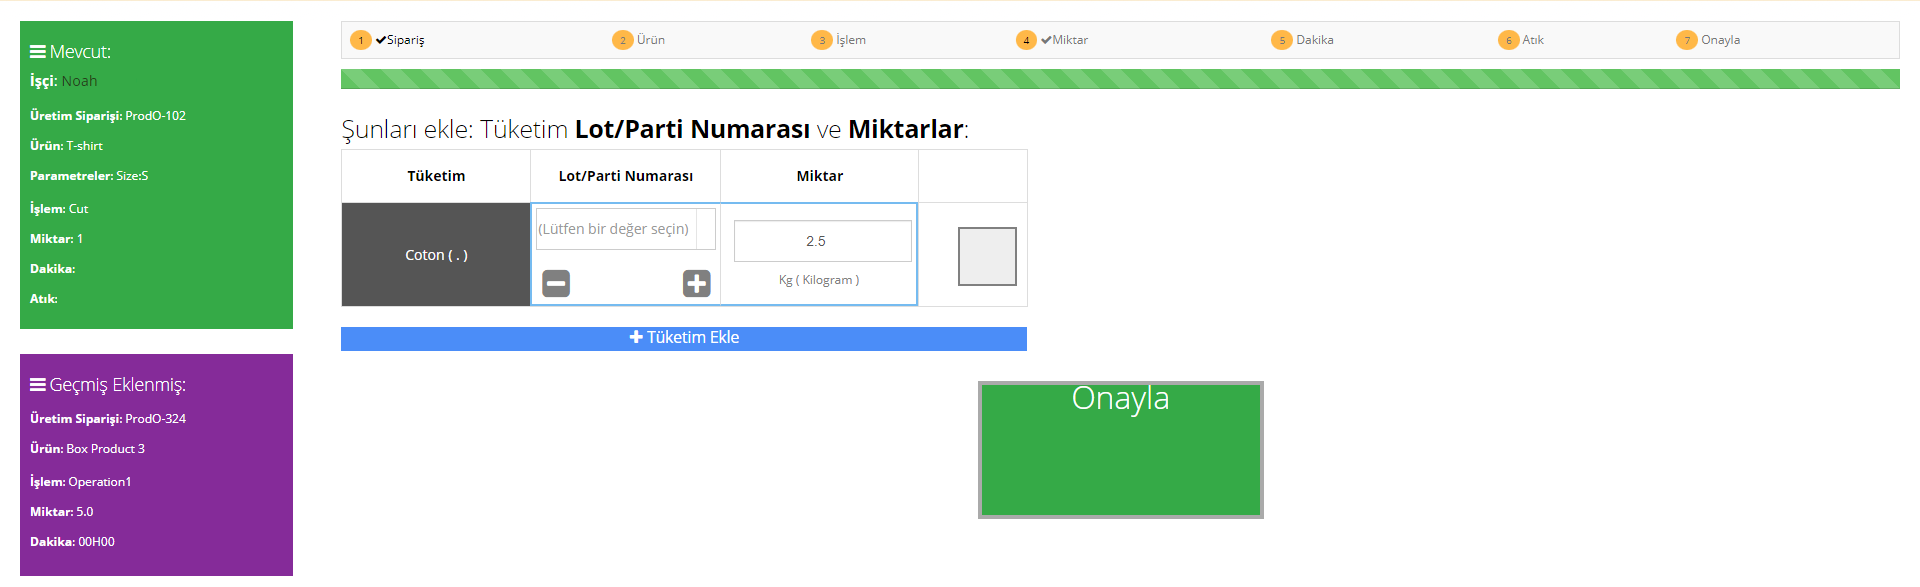 Mevcut:
İşçi: Noah
Üretim Siparişi: ProdO-102
Ürün: T-shirt
Parametreler: Size:S
İşlem: Cut
Miktar: 1
Dakika:
Atık:
Geçmiş Eklenmiş:
Üretim Siparişi: ProdO-324
Ürün: Box Product 3
İşlem: Operation1
Miktar: 5.0
Dakika: 00H00
1 Sipariş 2 Ürün 3 İşlem 4 Miktar 5 Dakika 6 Atık 7 Onayla
Şunları ekle: Tüketim Lot/Parti Numarası ve Miktarlar:
Tüketim Lot/Parti Numarası Miktar
Coton ( . )
(Lütfen bir değer seçin)
2.5
Kg ( Kilogram )
Tüketim Ekle
Onayla